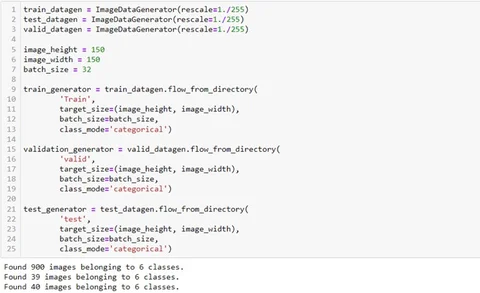 1 train_datagen = ImageDataGenerator(rescale=1./255)
2 test_datagen = ImageDataGenerator(rescale=1./255)
3 valid_datagen = ImageDataGenerator(rescale=1./255)
4
5 image_height = 150
6 image_width = 150
7 batch_size = 32
8
9 train_generator = train_datagen.flow_from_directory(
10         'Train',
11         target_size=(image_height, image_width),
12         batch_size=batch_size,
13         class_mode='categorical')
14
15 validation_generator = valid_datagen.flow_from_directory(
16         'valid',
17         target_size=(image_height, image_width),
18         batch_size=batch_size,
19         class_mode='categorical')
20
21 test_generator = test_datagen.flow_from_directory(
22         'test',
23         target_size=(image_height, image_width),
24         batch_size=batch_size,
25         class_mode='categorical')
Found 900 images belonging to 6 classes.
Found 39 images belonging to 6 classes.
Found 40 images belonging to 6 classes.